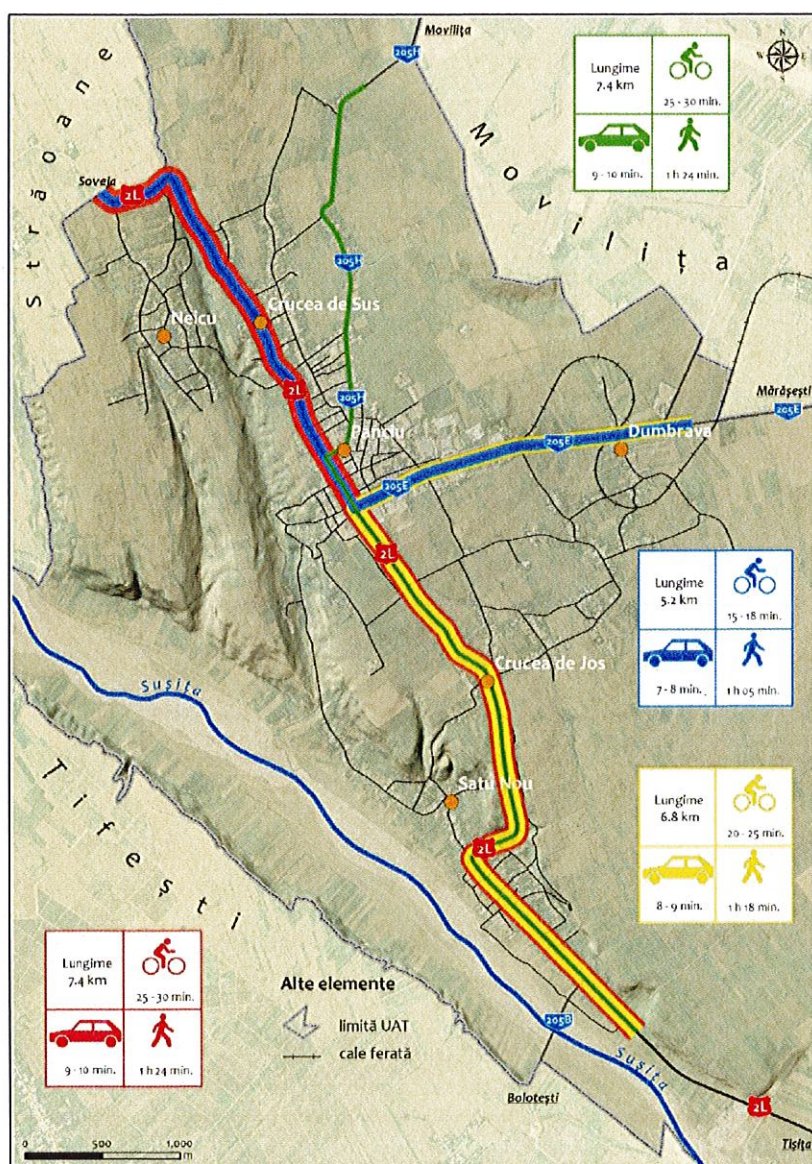 Movilița
205H
N
Lungime
7.4 km
25 - 30 min.
9 - 10 min.
1 h 24 min.
Străoane
Movilița
Soveja
2L
205H
Crucea de Sus
Neicu
2L
205H
Panciu
Mărășești
205E
Dumbrava
205E
205E
2L
Lungime
5.2 km
15 - 18 min.
7 - 8 min.
1 h 05 min.
Crucea de Jos
Sușița
Satu Nou
Tifești
2L
Lungime
6.8 km
20 - 25 min.
8 - 9 min.
1 h 18 min.
Lungime
7.4 km
25 - 30 min.
9 - 10 min.
1 h 24 min.
Alte elemente
limită UAT
cale ferată
205B
Sușița
Bolotești
2L
Tișița
0 500 1,000
m